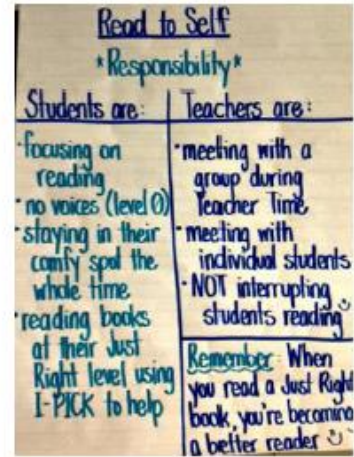 Read to Self
*Responsibility*
Students are:
• focusing on
reading
• no voices (level 0)
• staying in their
comfy spot the
whole time
• reading books
at their Just
Right level using
I-PICK to help
Teachers are:
• meeting with a
group during
Teacher Time
• meeting with
individual students
• NOT interrupting
students reading
Remember: When
you read a Just Right
book, you're becoming
a better reader